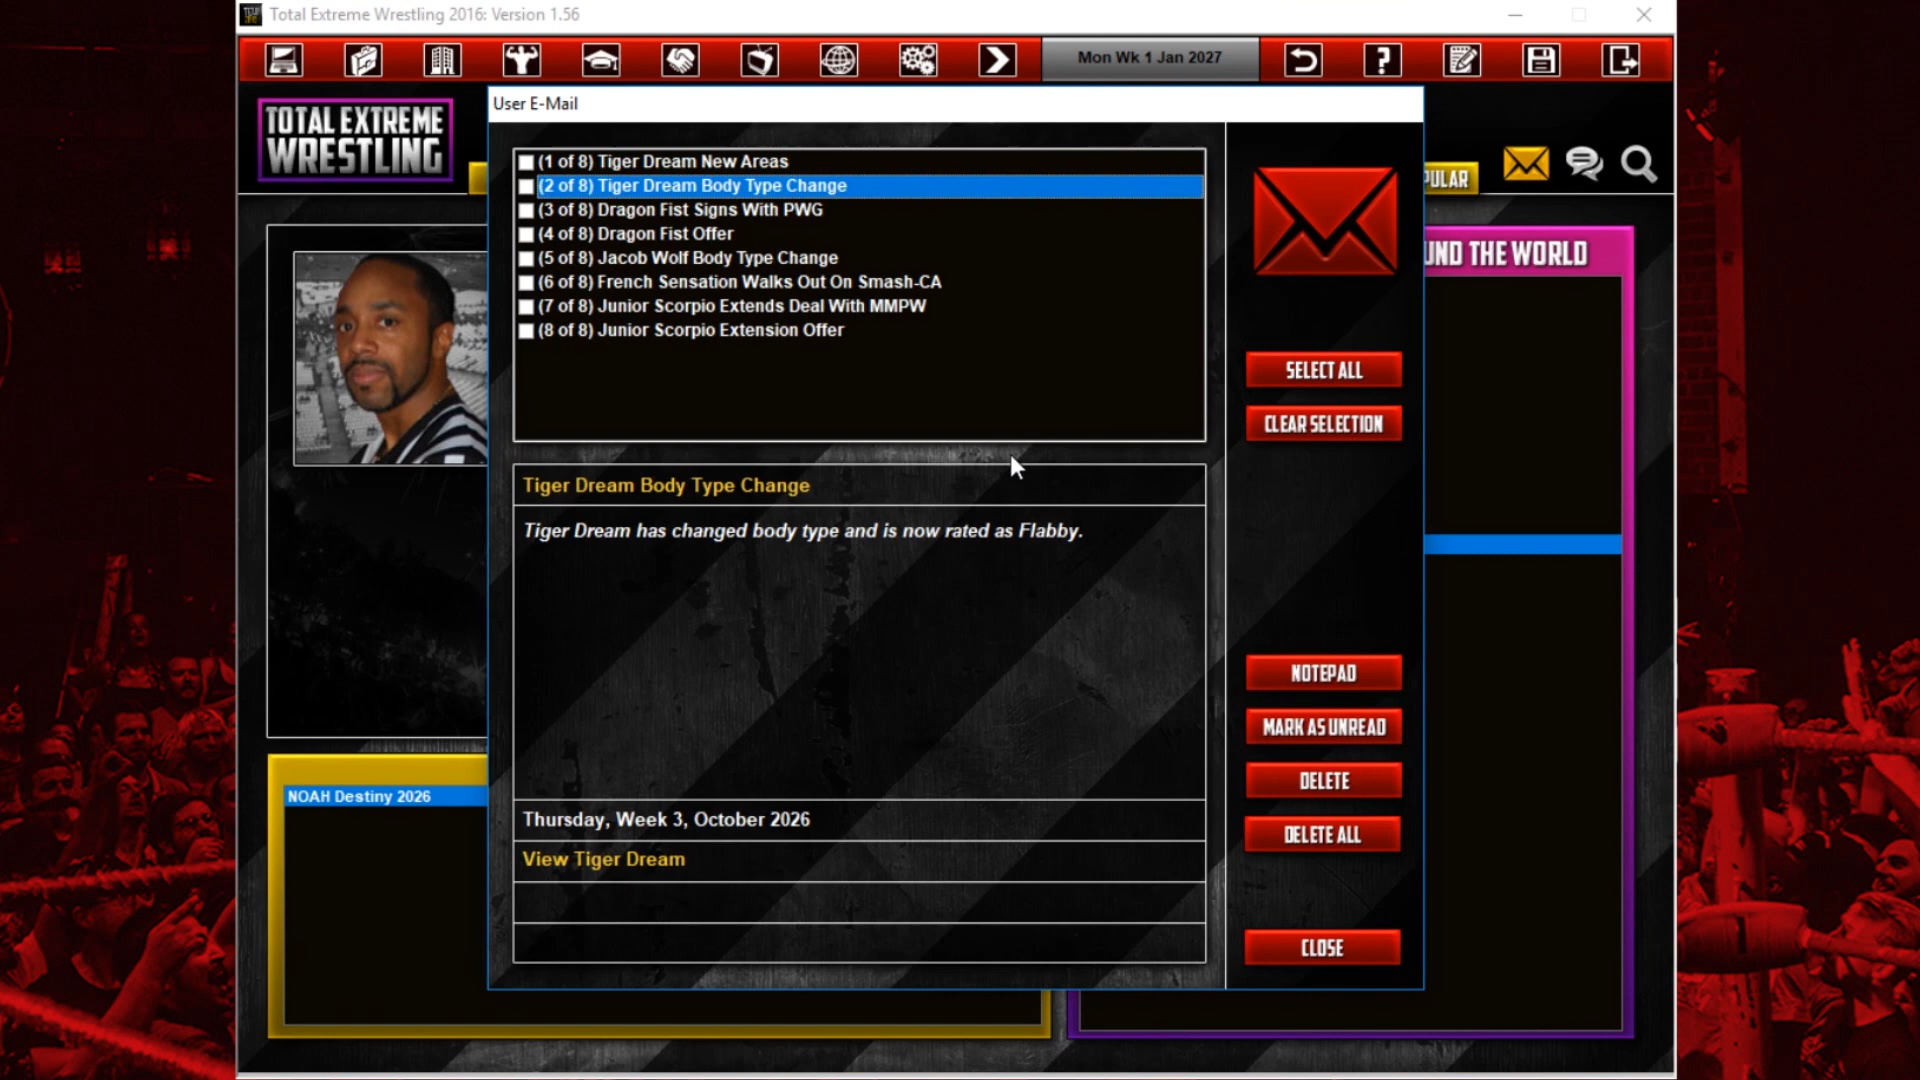 Total Extreme Wrestling 2016: Version 1.56
Mon Wk 1 Jan 2027
TOTAL EXTREME
WRESTLING
User E-Mail
(1 of 8) Tiger Dream New Areas
(2 of 8) Tiger Dream Body Type Change
(3 of 8) Dragon Fist Signs With PWG
(4 of 8) Dragon Fist Offer
(5 of 8) Jacob Wolf Body Type Change
(6 of 8) French Sensation Walks Out On Smash-CA
(7 of 8) Junior Scorpio Extends Deal With MMPW
(8 of 8) Junior Scorpio Extension Offer
PULAR
UND THE WORLD
SELECT ALL
CLEAR SELECTION
Tiger Dream Body Type Change
Tiger Dream has changed body type and is now rated as Flabby.
NOTEPAD
MARK AS UNREAD
DELETE
DELETE ALL
CLOSE
Thursday, Week 3, October 2026
View Tiger Dream
NOAH Destiny 2026